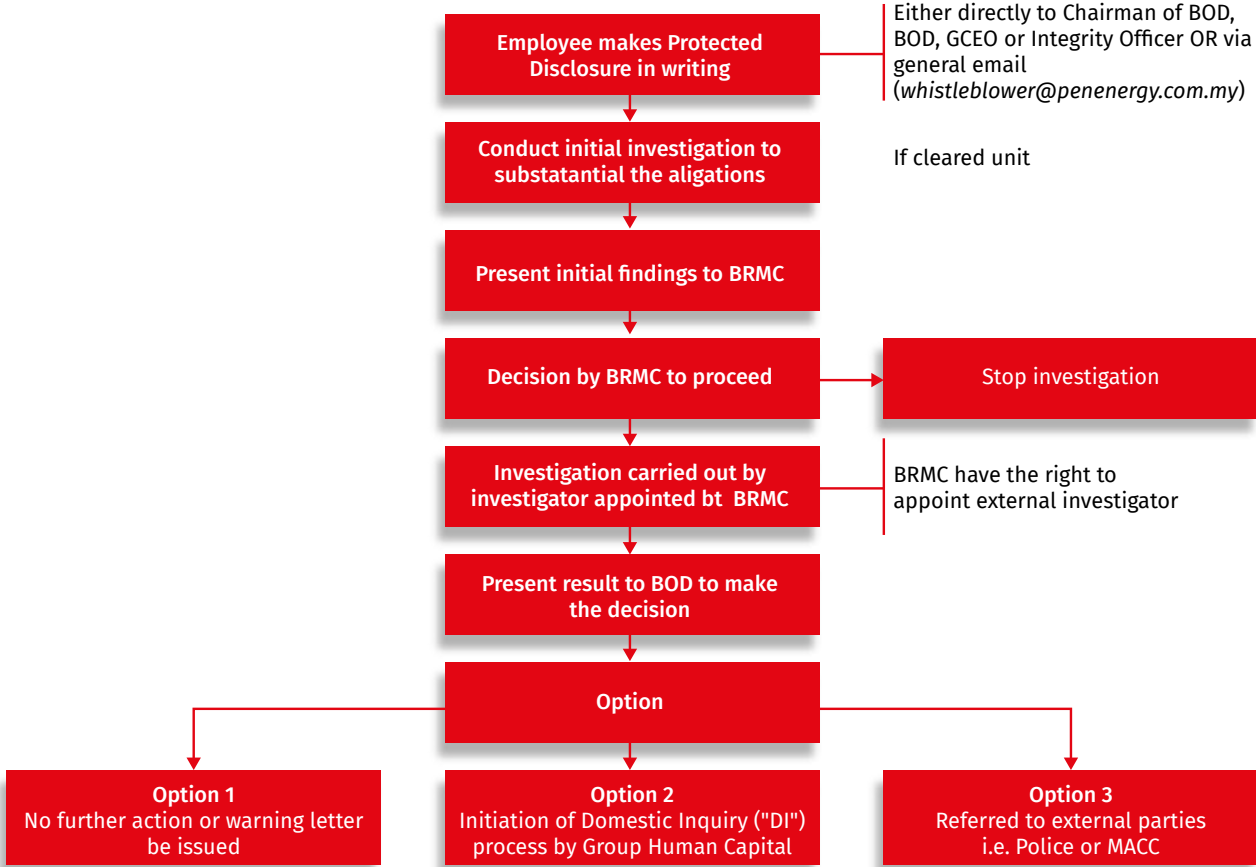 Employee makes Protected
Disclosure in writing
Either directly to Chairman of BOD,
BOD, GCEO or Integrity Officer OR via
general email
(whistleblower@penenergy.com.my)
Conduct initial investigation to
substatantial the aligations
If cleared unit
Present initial findings to BRMC
Decision by BRMC to proceed
Stop investigation
Investigation carried out by
investigator appointed bt BRMC
BRMC have the right to
appoint external investigator
Present result to BOD to make
the decision
Option
Option 1
No further action or warning letter
be issued
Option 2
Initiation of Domestic Inquiry ("DI")
process by Group Human Capital
Option 3
Referred to external parties
i.e. Police or MACC